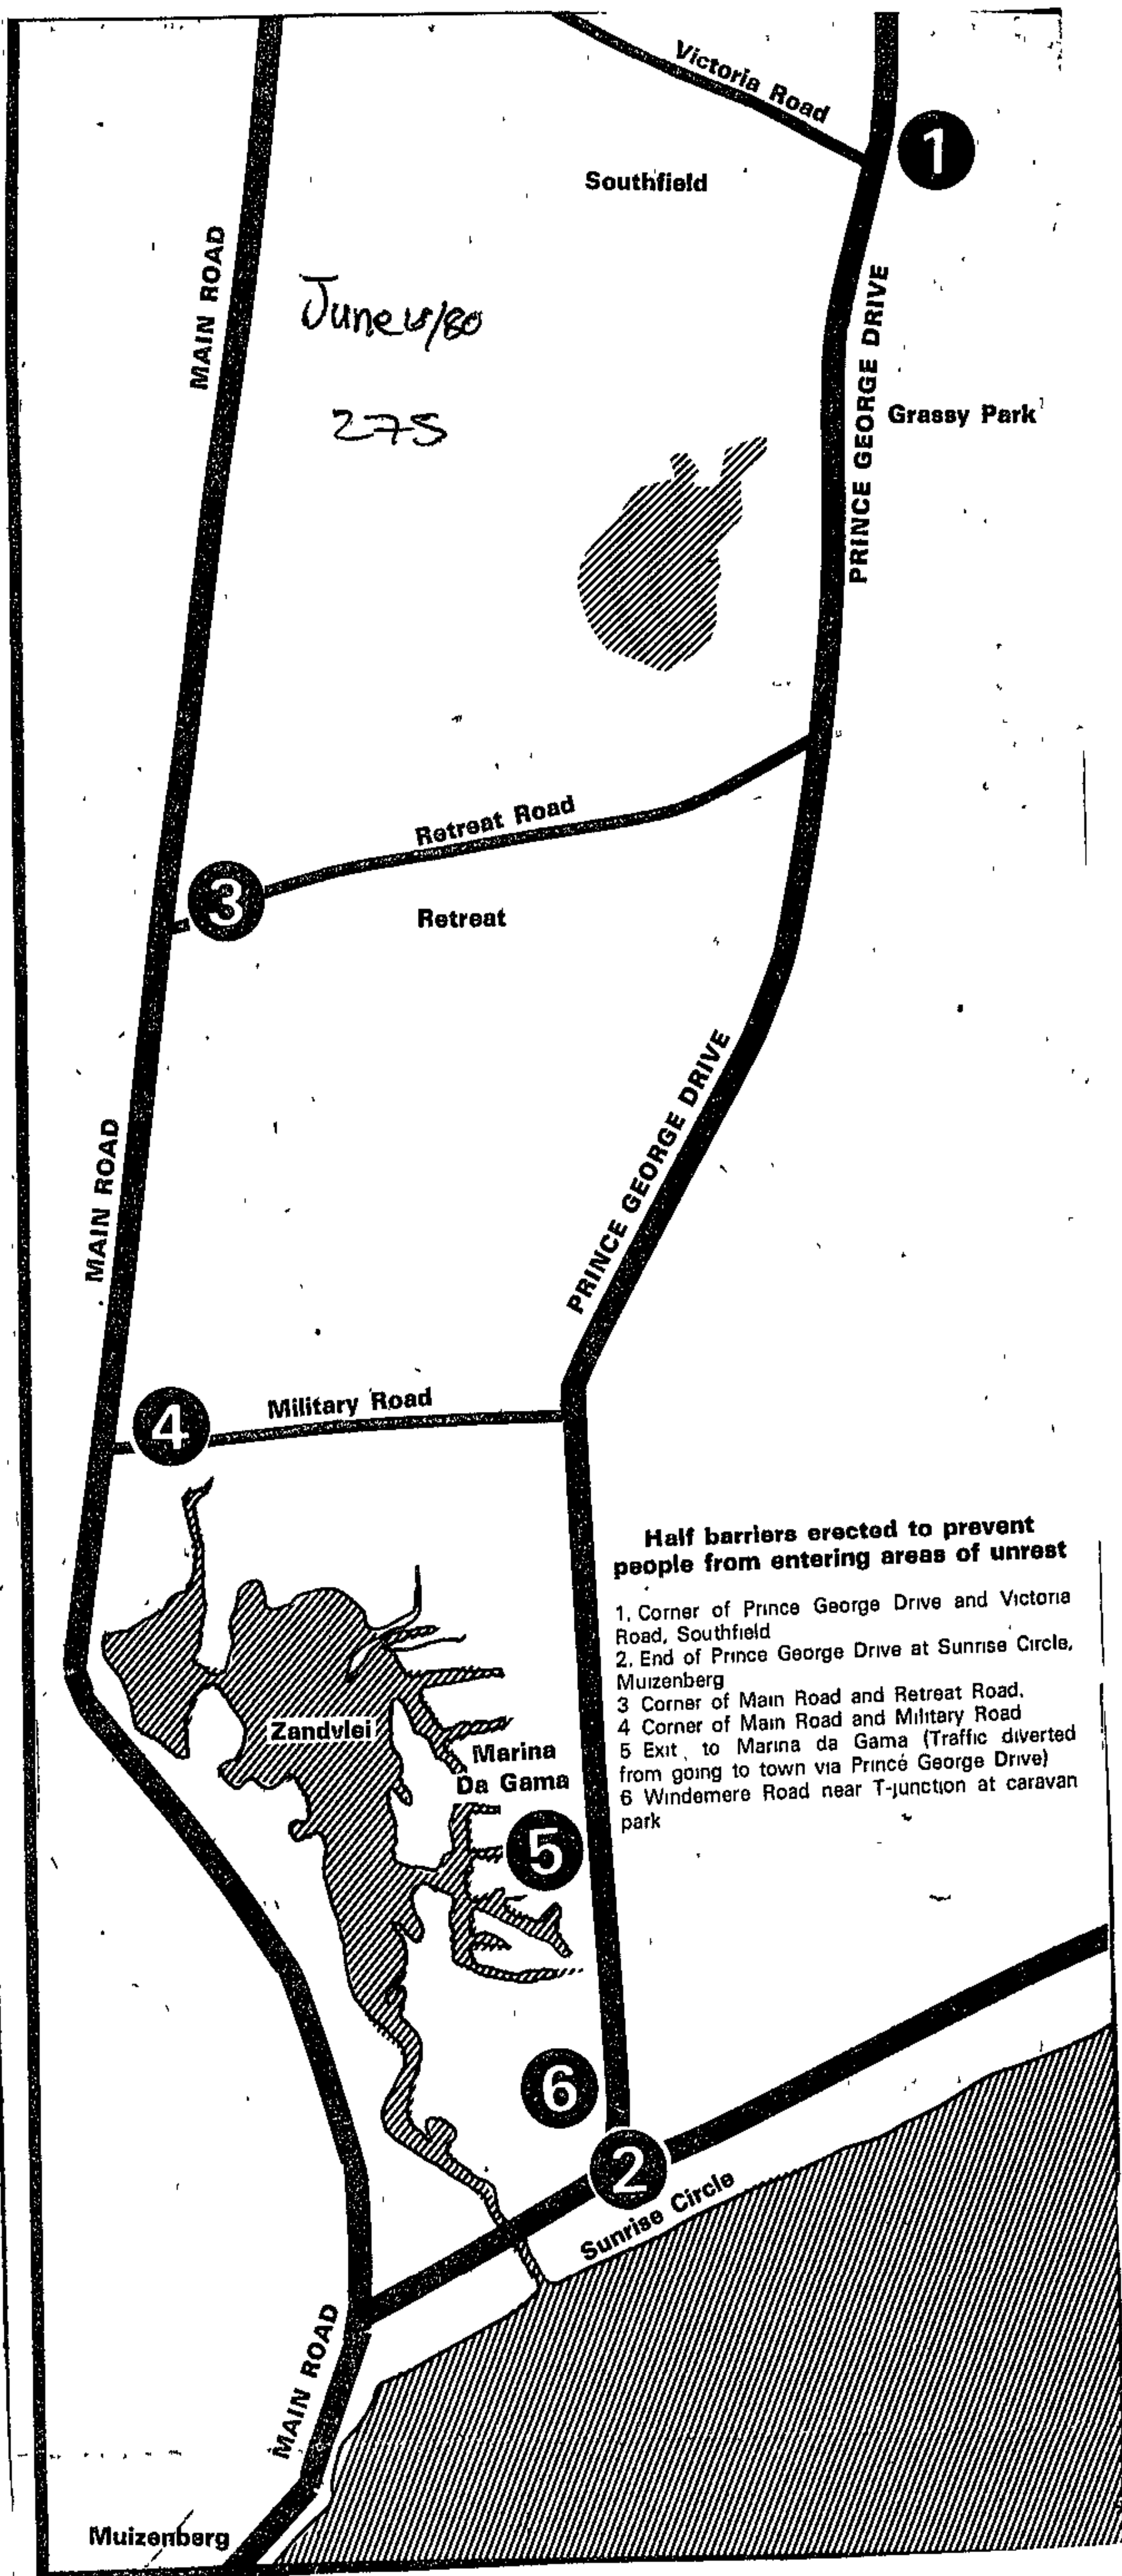 Victoria Road
1
Southfield
MAIN ROAD
June /80
275
PRINCE GEORGE DRIVE
Grassy Park
Retreat Road
3
Retreat
MAIN ROAD
PRINCE GEORGE DRIVE
4
Military Road
Half barriers erected to prevent
people from entering areas of unrest
1. Corner of Prince George Drive and Victoria
Road, Southfield
2. End of Prince George Drive at Sunrise Circle,
Muizenberg
3 Corner of Main Road and Retreat Road.
4 Corner of Main Road and Military Road
5 Exit to Marina da Gama (Traffic diverted
from going to town via Prince George Drive)
6 Windemere Road near T-junction at caravan
park
Zandvlei
Marina
Da Gama
5
6
2
Sunrise Circle
MAIN ROAD
Muizenberg